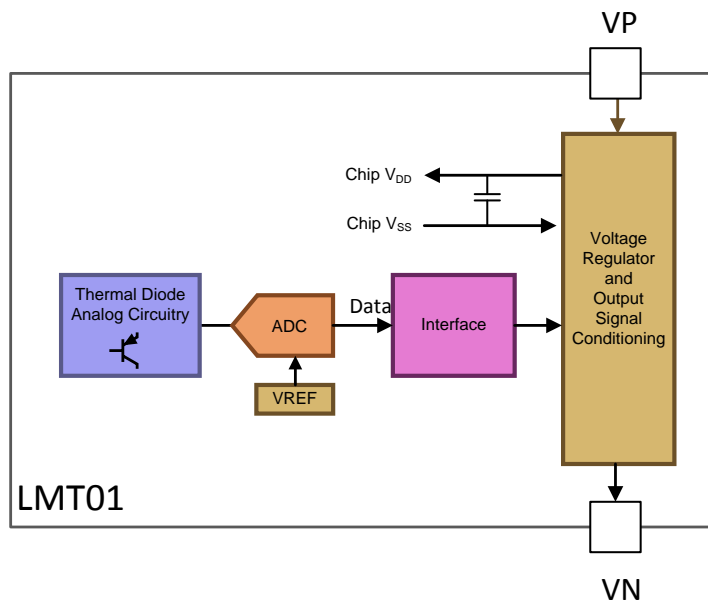 VP
Chip VDD
Chip VSS
Voltage
Regulator
and
Output
Signal
Conditioning
Thermal Diode
Analog Circuitry
ADC
Data
Interface
VREF
LMT01
VN